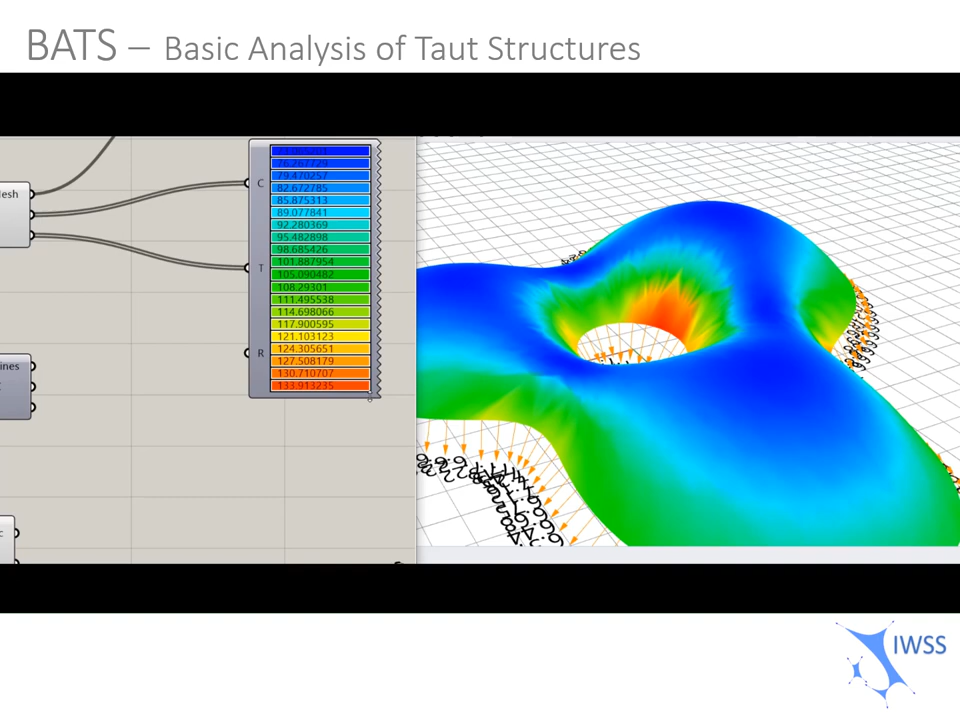 BATS – Basic Analysis of Taut Structures
esh
C
76.267729
79.470257
82.672785
85.875313
89.077841
92.280369
95.482898
98.685426
101.887954
T
105.090482
108.29301
111.495538
114.698066
117.900595
121.103123
R
124.305651
ines
127.508179
130.710707
133.913235
IWSS